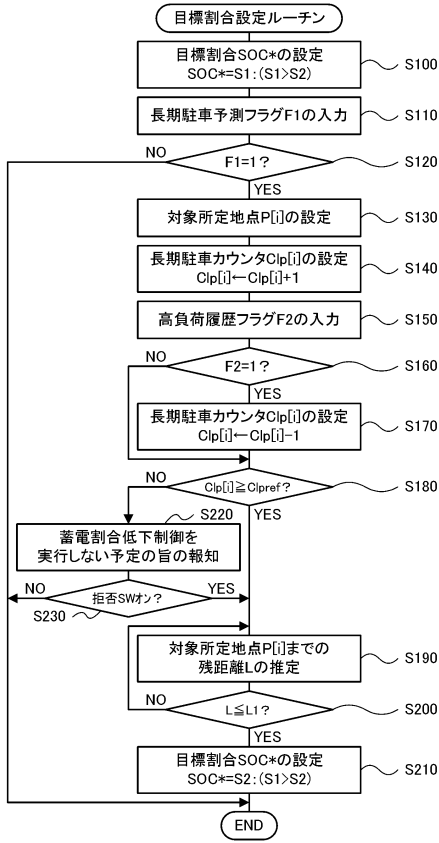 目標割合設定ルーチン
目標割合SOC*の設定
SOC*=S1:(S1>S2)
S100
長期駐車予測フラグF1の入力
S110
NO
F1=1?
S120
YES
対象所定地点P[i]の設定
S130
長期駐車カウンタClp[i]の設定
Clp[i]←Clp[i]+1
S140
高負荷履歴フラグF2の入力
S150
NO
F2=1?
S160
YES
長期駐車カウンタClp[i]の設定
Clp[i]←Clp[i]-1
S170
NO
Clp[i]≧Clpref?
S180
S220
YES
蓄電割合低下制御を
実行しない予定の旨の報知
NO
拒否SWオン?
YES
S230
対象所定地点P[i]までの
残距離Lの推定
S190
NO
L≦L1?
S200
YES
目標割合SOC*の設定
SOC*=S2:(S1>S2)
S210
END